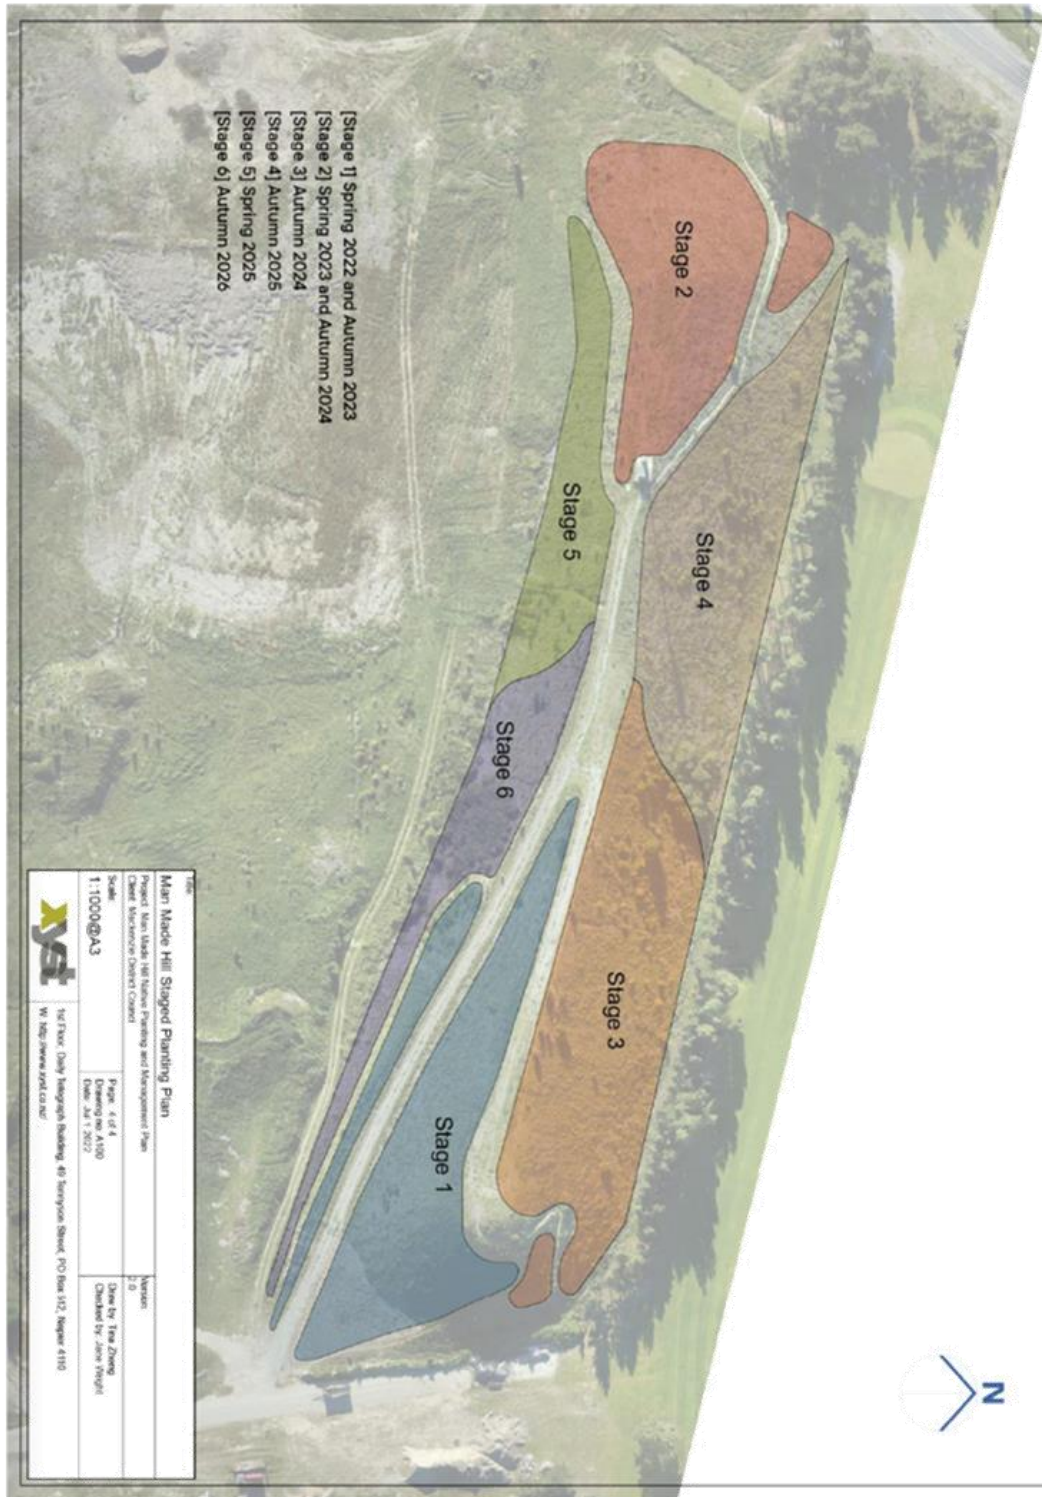 [Stage 1] Spring 2022 and Autumn 2023
[Stage 2] Spring 2023 and Autumn 2024
[Stage 3] Autumn 2024
[Stage 4] Autumn 2025
[Stage 5] Spring 2025
[Stage 6] Autumn 2026
Stage 2
Stage 4
Stage 5
Stage 6
Stage 3
Stage 1
N
Title:
Man Made Hill Staged Planting Plan
Project: Man Made Hill Native Planting and Management Plan
Client: Mackenzie District Council
Scale:
1:1000@A3
Page: 4 of 4
Drawing no: A100
Date: Jul 1 2022
Version:
2.0
Drew by: Tina Zheng
Checked by: Jane Wright
xyst
1st Floor, Daily Telegraph Building, 49 Tennyson Street, PO Box 512, Napier 4110
W: http://www.xyst.co.nz/